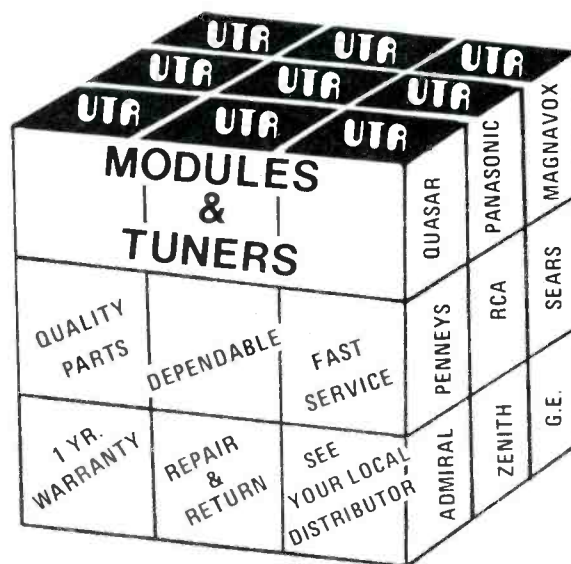 UTR UTR UTR
UTR UTR UTR
UTR UTR UTR
MODULES
&
TUNERS
QUALITY
PARTS
DEPENDABLE
FAST
SERVICE
1 YR.
WARRANTY
REPAIR
&
RETURN
SEE
YOUR LOCAL
DISTRIBUTOR
QUASAR
PANASONIC
MAGNAVOX
PENNEYS
RCA
SEARS
ADMIRAL
ZENITH
G.E.